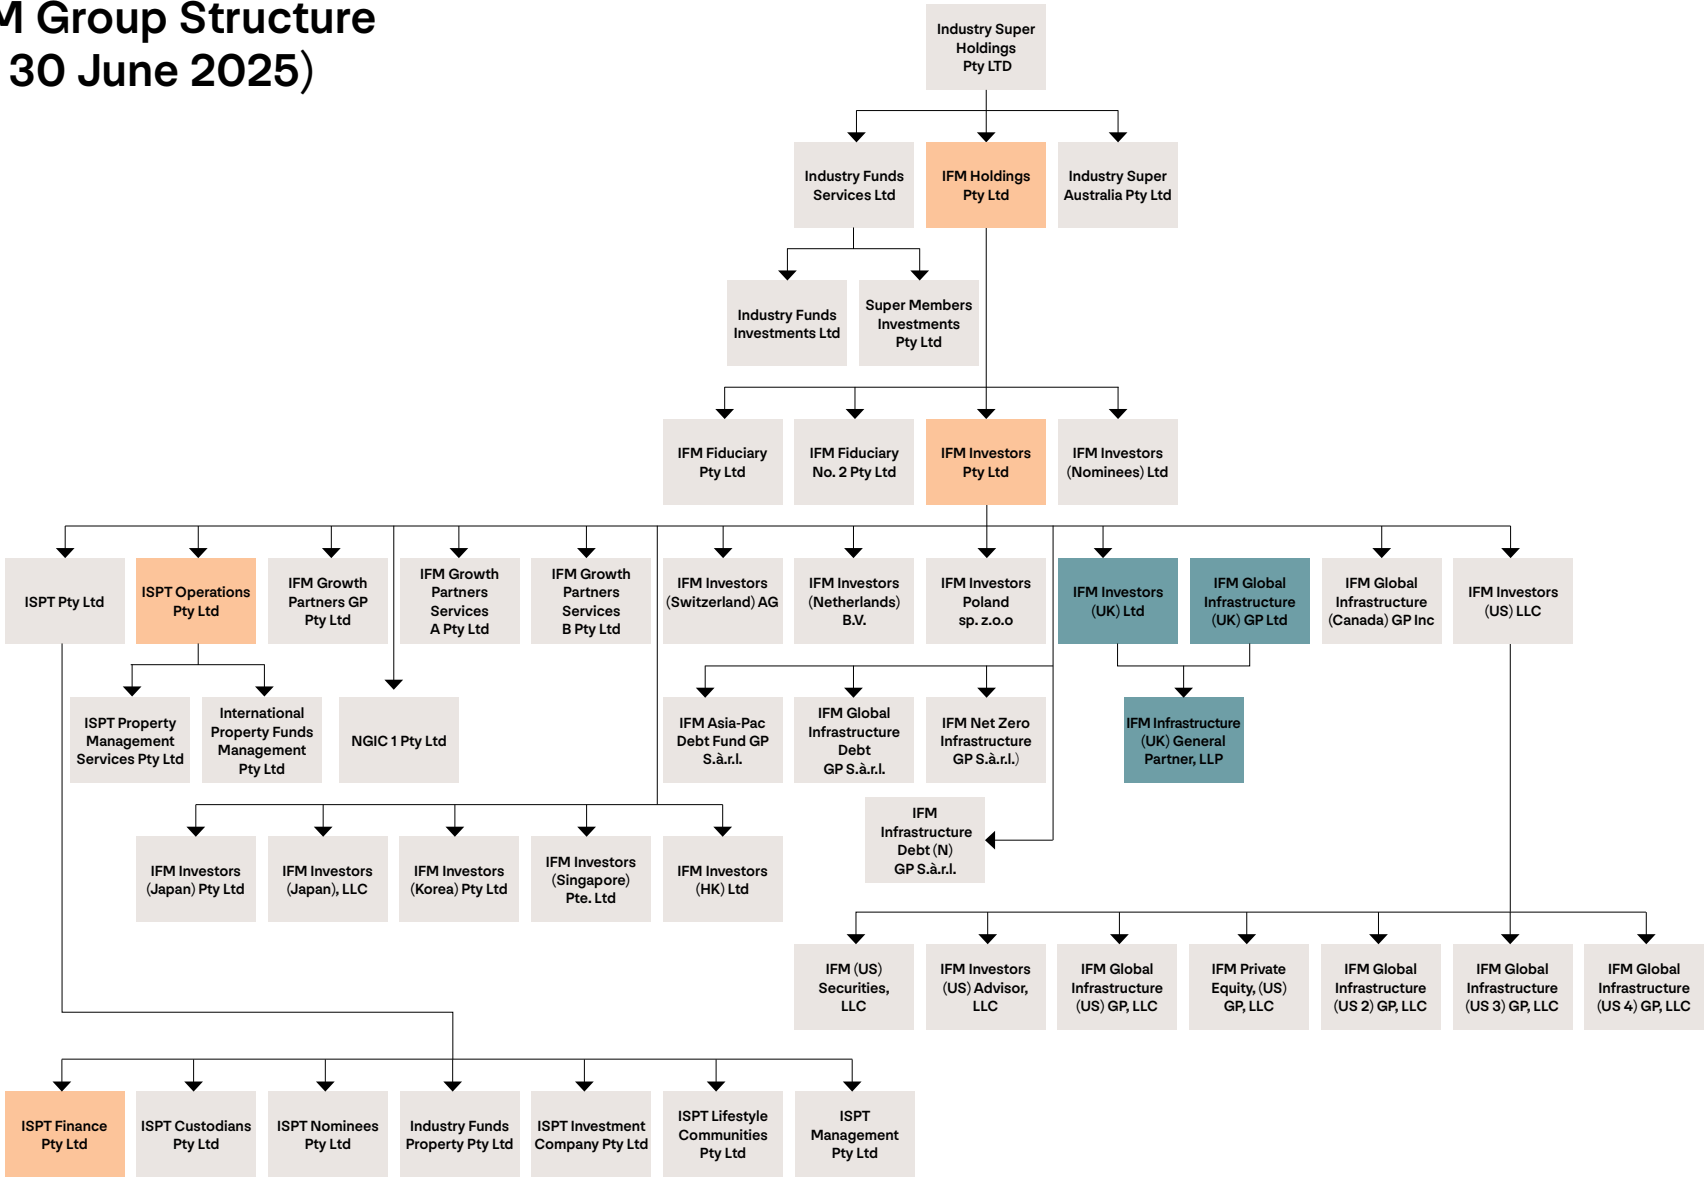 M Group Structure
30 June 2025)
Industry Super
Holdings
Pty LTD
Industry Funds
Services Ltd
IFM Holdings
Pty Ltd
Industry Super
Australia Pty Ltd
Industry Funds
Investments Ltd
Super Members
Investments
Pty Ltd
IFM Fiduciary
Pty Ltd
IFM Fiduciary
No. 2 Pty Ltd
IFM Investors
Pty Ltd
IFM Investors
(Nominees) Ltd
ISPT Pty Ltd
ISPT Operations
Pty Ltd
IFM Growth
Partners GP
Pty Ltd
IFM Growth
Partners
Services
A Pty Ltd
IFM Growth
Partners
Services
B Pty Ltd
IFM Investors
(Switzerland) AG
IFM Investors
(Netherlands)
B.V.
IFM Investors
Poland
sp. z.o.o
IFM Investors
(UK) Ltd
IFM Global
Infrastructure
(UK) GP Ltd
IFM Global
Infrastructure
(Canada) GP Inc
IFM Investors
(US) LLC
ISPT Property
Management
Services Pty Ltd
International
Property Funds
Management
Pty Ltd
NGIC 1 Pty Ltd
IFM Asia-Pac
Debt Fund GP
S.à.r.l.
IFM Global
Infrastructure
Debt
GP S.à.r.l.
IFM Net Zero
Infrastructure
GP S.à.r.l.)
IFM Infrastructure
(UK) General
Partner, LLP
IFM
Infrastructure
Debt (N)
GP S.à.r.l.
IFM Investors
(Japan) Pty Ltd
IFM Investors
(Japan), LLC
IFM Investors
(Korea) Pty Ltd
IFM Investors
(Singapore)
Pte. Ltd
IFM Investors
(HK) Ltd
IFM (US)
Securities,
LLC
IFM Investors
(US) Advisor,
LLC
IFM Global
Infrastructure
(US) GP, LLC
IFM Private
Equity, (US)
GP, LLC
IFM Global
Infrastructure
(US 2) GP, LLC
IFM Global
Infrastructure
(US 3) GP, LLC
IFM Global
Infrastructure
(US 4) GP, LLC
ISPT Finance
Pty Ltd
ISPT Custodians
Pty Ltd
ISPT Nominees
Pty Ltd
Industry Funds
Property Pty Ltd
ISPT Investment
Company Pty Ltd
ISPT Lifestyle
Communities
Pty Ltd
ISPT
Management
Pty Ltd